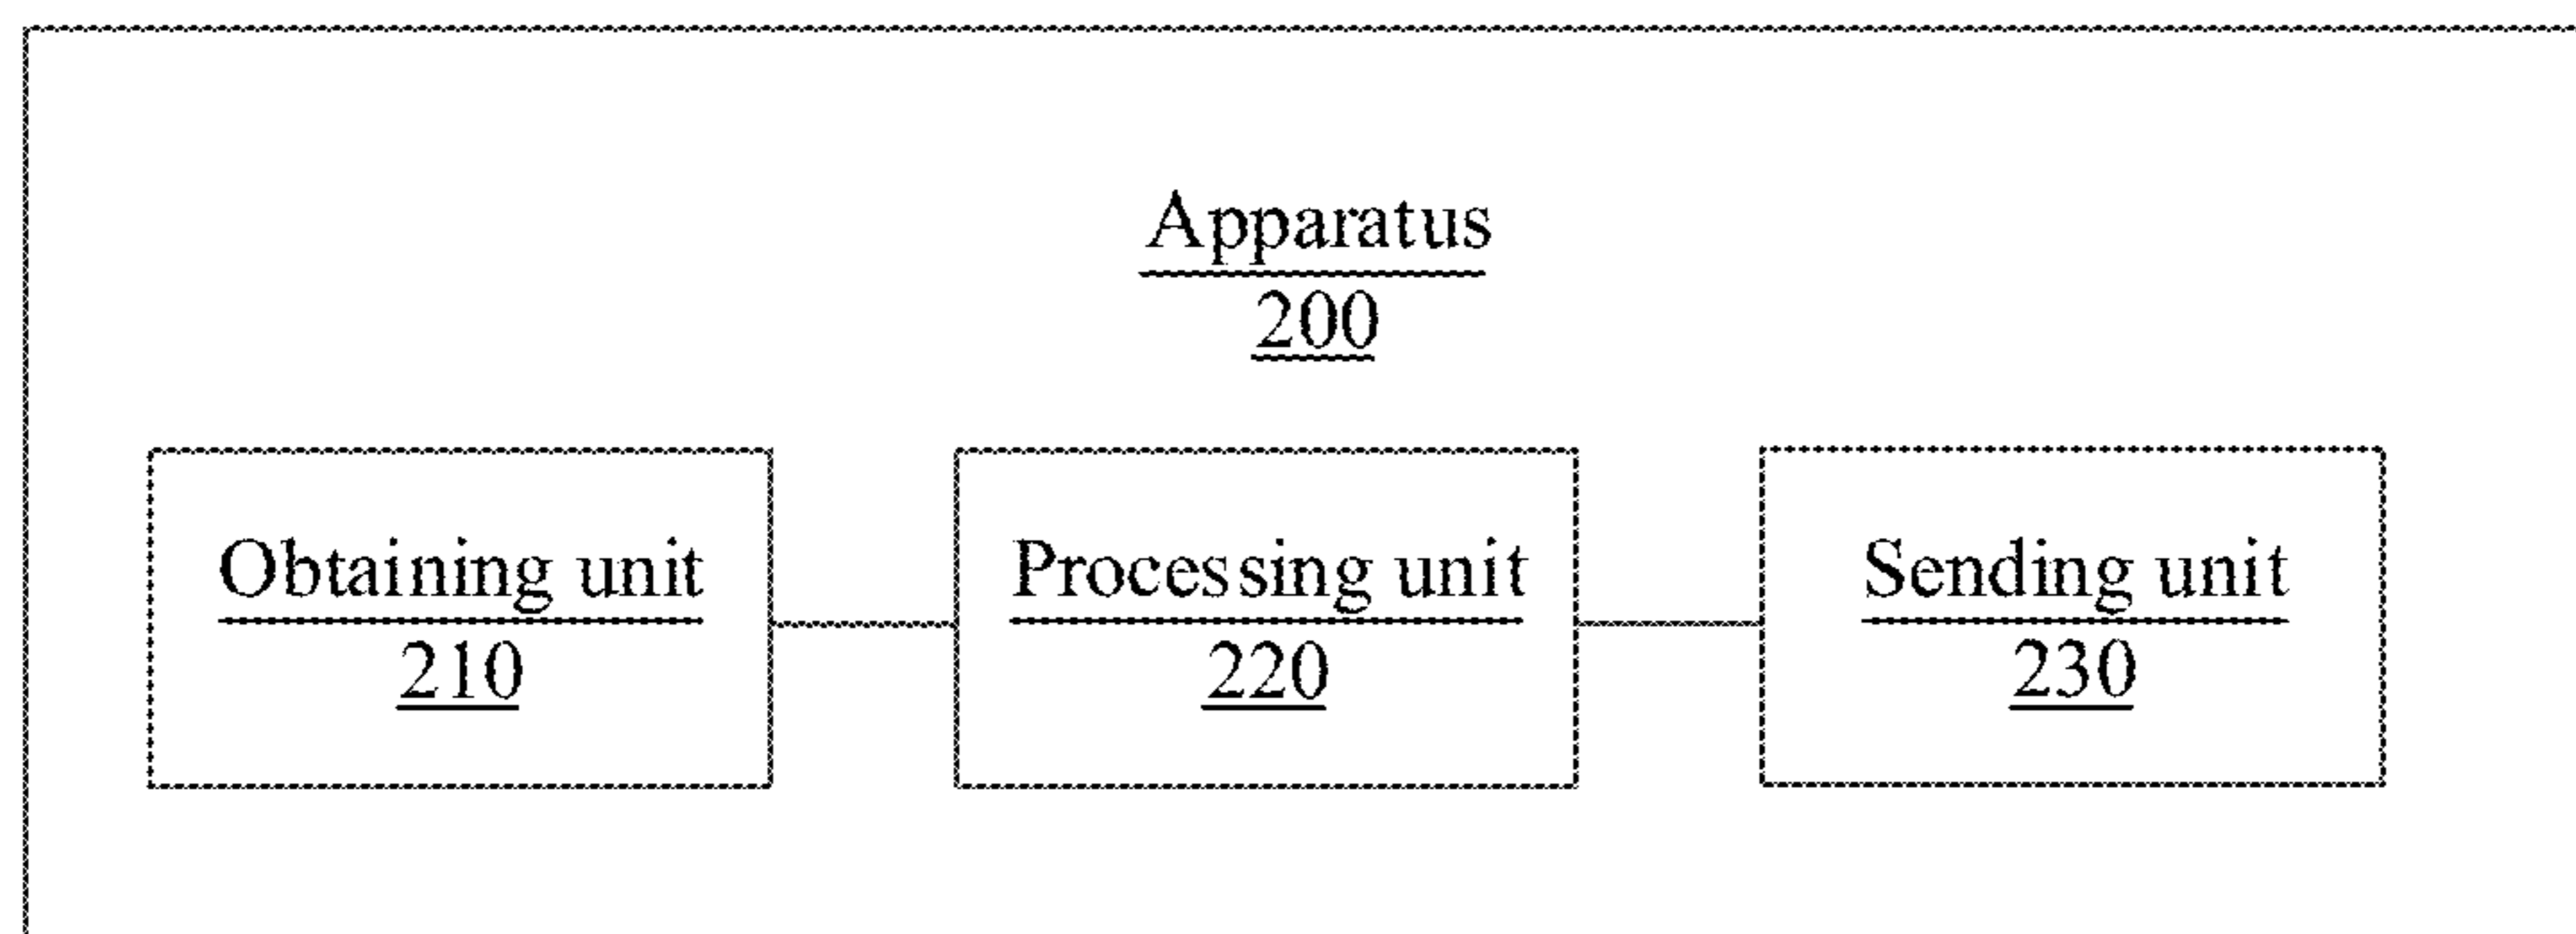 Apparatus
200
Obtaining unit
210
Processing unit
220
Sending unit
230